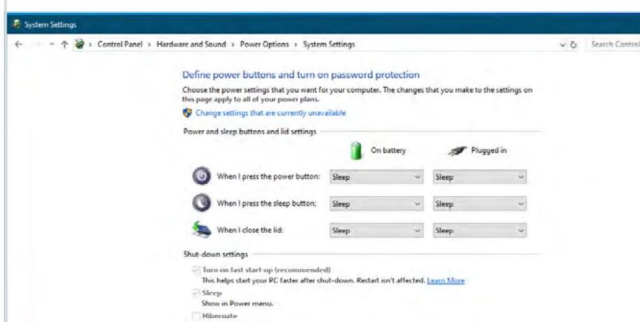 System Settings
Control Panel > Hardware and Sound > Power Options > System Settings
Search Control
Define power buttons and turn on password protection
Choose the power settings that you want for your computer. The changes that you make to the settings on
this page apply to all of your power plans.
Change settings that are currently unavailable
Power and sleep buttons and lid settings
On battery
Plugged in
When I press the power button: Sleep Sleep
When I press the sleep button: Sleep Sleep
When I close the lid: Sleep Sleep
Shut-down settings
Turn on fast start-up (recommended)
This helps start your PC faster after shut-down. Restart isn't affected. Learn More
Sleep
Show in Power menu.
Hibernate